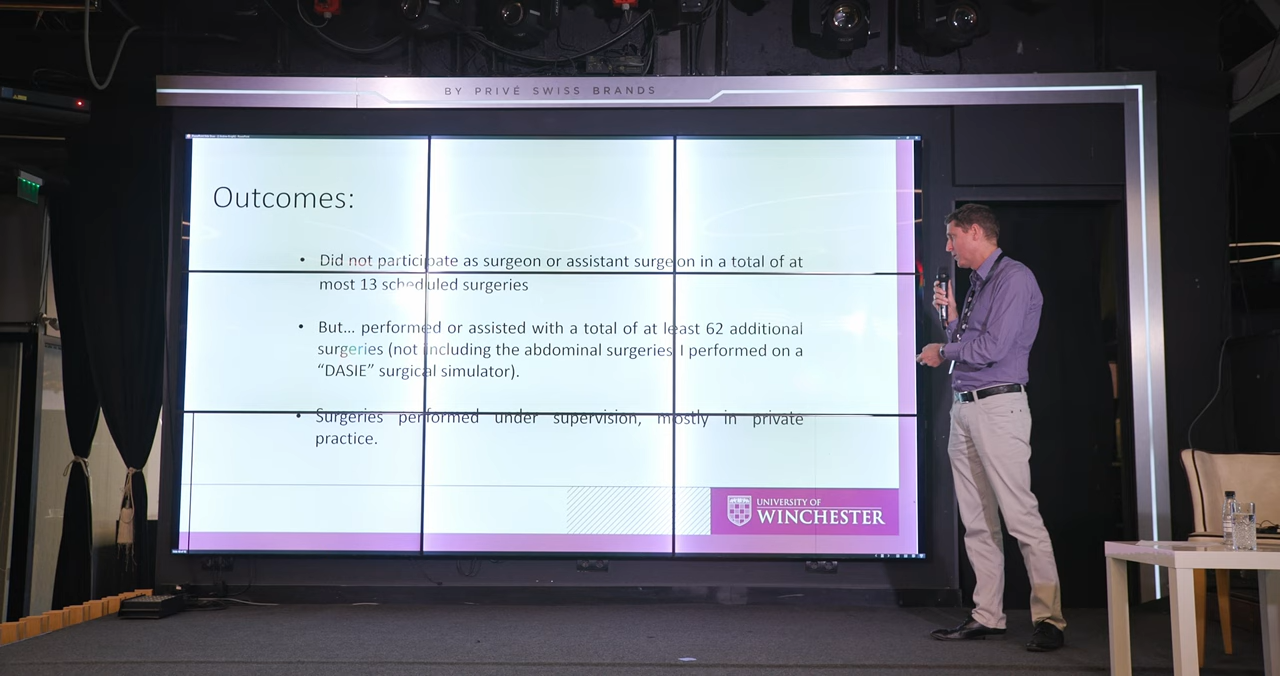 BY PRIVÉ SWISS BRANDS
Outcomes:
• Did not participate as surgeon or assistant surgeon in a total of at
most 13 scheduled surgeries
• But... performed or assisted with a total of at least 62 additional
surgeries (not including the abdominal surgeries I performed on a
“DASIE” surgical simulator).
• Surgeries performed under supervision, mostly in private
practice.
UNIVERSITY OF
WINCHESTER